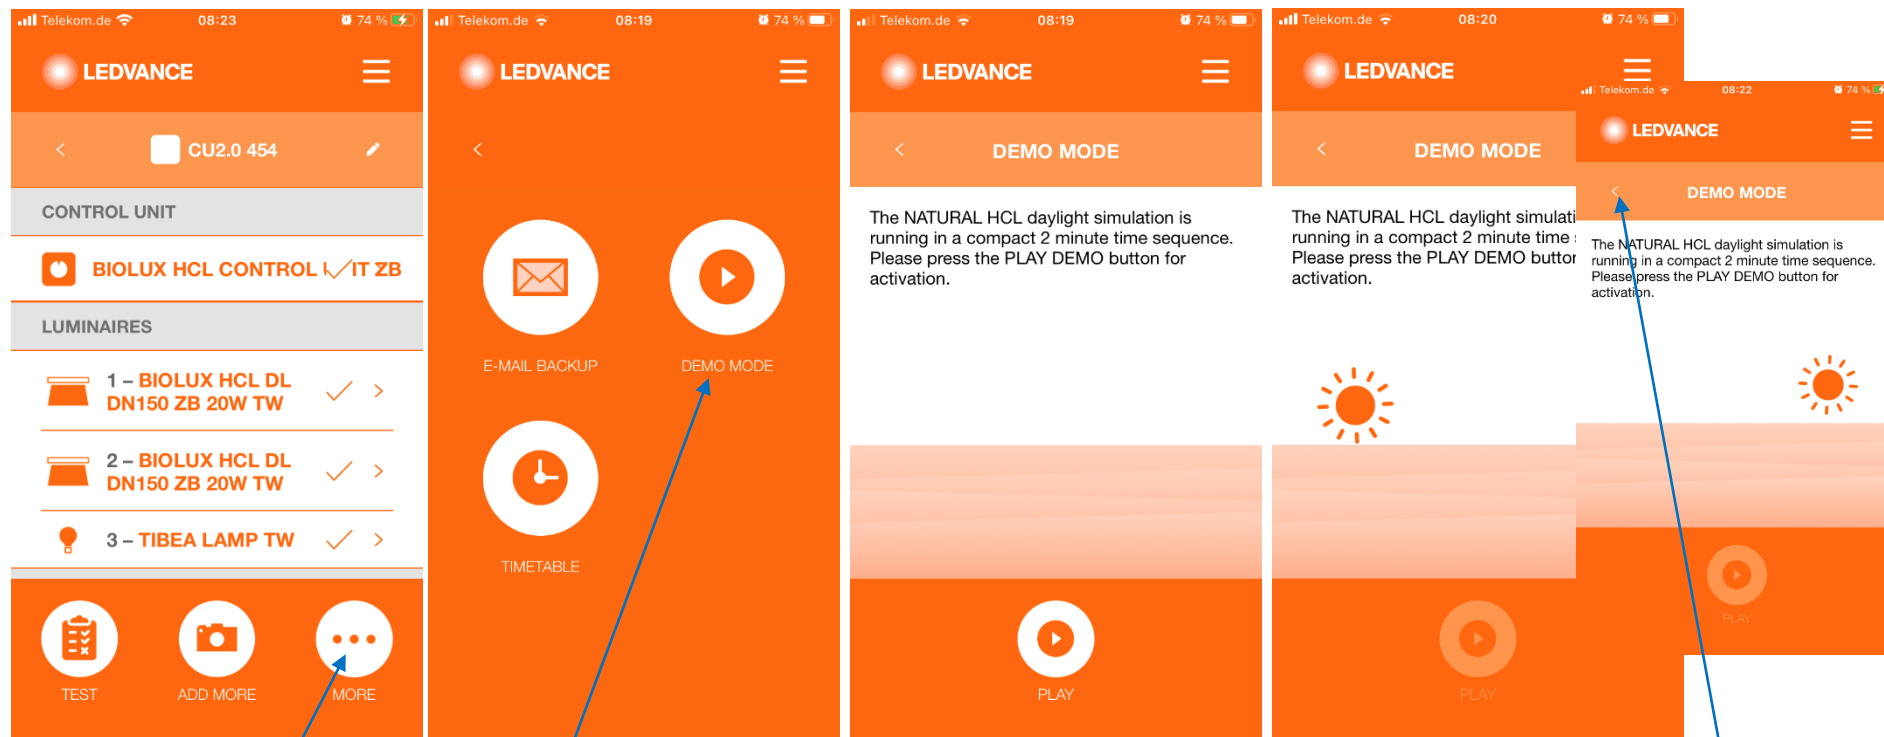 Telekom.de 08:23 74 %
LEDVANCE
CU2.0 454
CONTROL UNIT
BIOLUX HCL CONTROL IT ZB
LUMINAIRES
1 – BIOLUX HCL DL
DN150 ZB 20W TW
2 – BIOLUX HCL DL
DN150 ZB 20W TW
3 – TIBEA LAMP TW
TEST ADD MORE MORE
Telekom.de 08:19 74 %
LEDVANCE
E-MAIL BACKUP DEMO MODE
TIMETABLE
Telekom.de 08:19 74 %
LEDVANCE
DEMO MODE
The NATURAL HCL daylight simulation is
running in a compact 2 minute time sequence.
Please press the PLAY DEMO button for
activation.
PLAY
Telekom.de 08:20 74 %
LEDVANCE
DEMO MODE
The NATURAL HCL daylight simulati
running in a compact 2 minute time
Please press the PLAY DEMO button
activation.
PLAY
Telekom.de 08:22 74 %
LEDVANCE
DEMO MODE
The NATURAL HCL daylight simulation is
running in a compact 2 minute time sequence.
Please press the PLAY DEMO button for
activation.
PLAY